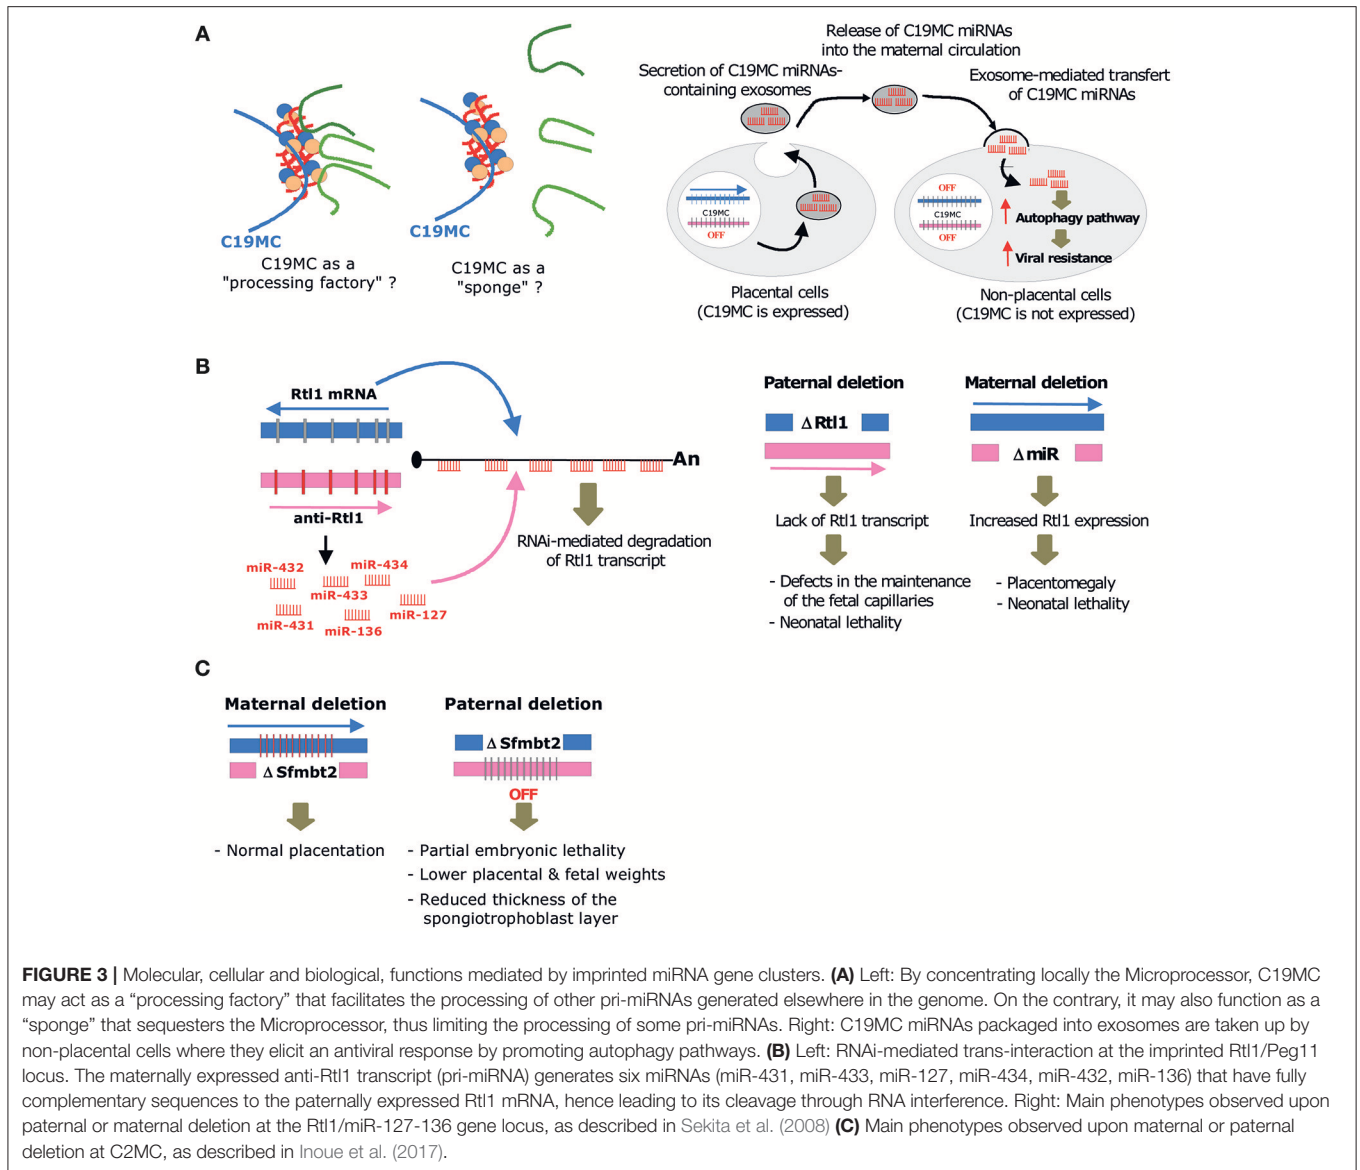 A
C19MC
C19MC as a
"processing factory" ?
C19MC
C19MC as a
"sponge" ?
Release of C19MC miRNAs
into the maternal circulation
Secretion of C19MC miRNAs-
containing exosomes
Exosome-mediated transfert
of C19MC miRNAs
C19MC
OFF
Placental cells
(C19MC is expressed)
OFF
C19MC
OFF
Autophagy pathway
Viral resistance
Non-placental cells
(C19MC is not expressed)
B
Rtl1 mRNA
anti-Rtl1
miR-432
miR-434
miR-433
miR-127
miR-431
miR-136
An
RNAi-mediated degradation
of Rtl1 transcript
Paternal deletion
Δ Rtl1
Lack of Rtl1 transcript
- Defects in the maintenance
of the fetal capillaries
- Neonatal lethality
Maternal deletion
Δ miR
Increased Rtl1 expression
- Placentomegaly
- Neonatal lethality
C
Maternal deletion
Δ Sfmbt2
- Normal placentation
Paternal deletion
Δ Sfmbt2
OFF
- Partial embryonic lethality
- Lower placental & fetal weights
- Reduced thickness of the
spongiotrophoblast layer
FIGURE 3 | Molecular, cellular and biological, functions mediated by imprinted miRNA gene clusters. (A) Left: By concentrating locally the Microprocessor, C19MC
may act as a “processing factory” that facilitates the processing of other pri-miRNAs generated elsewhere in the genome. On the contrary, it may also function as a
“sponge” that sequesters the Microprocessor, thus limiting the processing of some pri-miRNAs. Right: C19MC miRNAs packaged into exosomes are taken up by
non-placental cells where they elicit an antiviral response by promoting autophagy pathways. (B) Left: RNAi-mediated trans-interaction at the imprinted Rtl1/Peg11
locus. The maternally expressed anti-Rtl1 transcript (pri-miRNA) generates six miRNAs (miR-431, miR-433, miR-127, miR-434, miR-432, miR-136) that have fully
complementary sequences to the paternally expressed Rtl1 mRNA, hence leading to its cleavage through RNA interference. Right: Main phenotypes observed upon
paternal or maternal deletion at the Rtl1/miR-127-136 gene locus, as described in Sekita et al. (2008) (C) Main phenotypes observed upon maternal or paternal
deletion at C2MC, as described in Inoue et al. (2017).